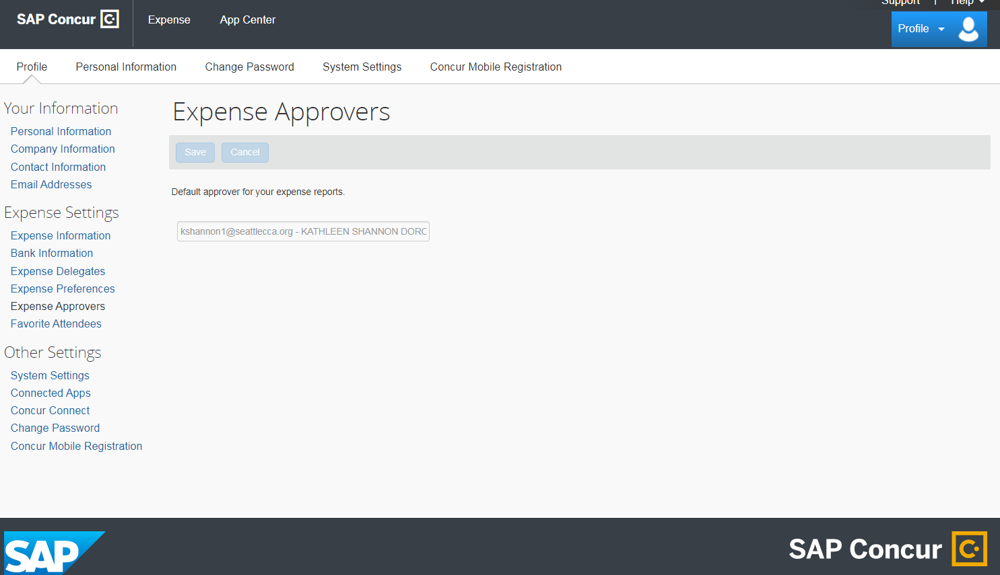 Support | Help
SAP Concur C
Expense
App Center
Profile
Profile
Personal Information
Change Password
System Settings
Concur Mobile Registration
Your Information
Personal Information
Company Information
Contact Information
Email Addresses
Expense Settings
Expense Information
Bank Information
Expense Delegates
Expense Preferences
Expense Approvers
Favorite Attendees
Other Settings
System Settings
Connected Apps
Concur Connect
Change Password
Concur Mobile Registration
Expense Approvers
Save
Cancel
Default approver for your expense reports.
kshannon1@seattlecca.org - KATHLEEN SHANNON DORC
SAP
SAP Concur C